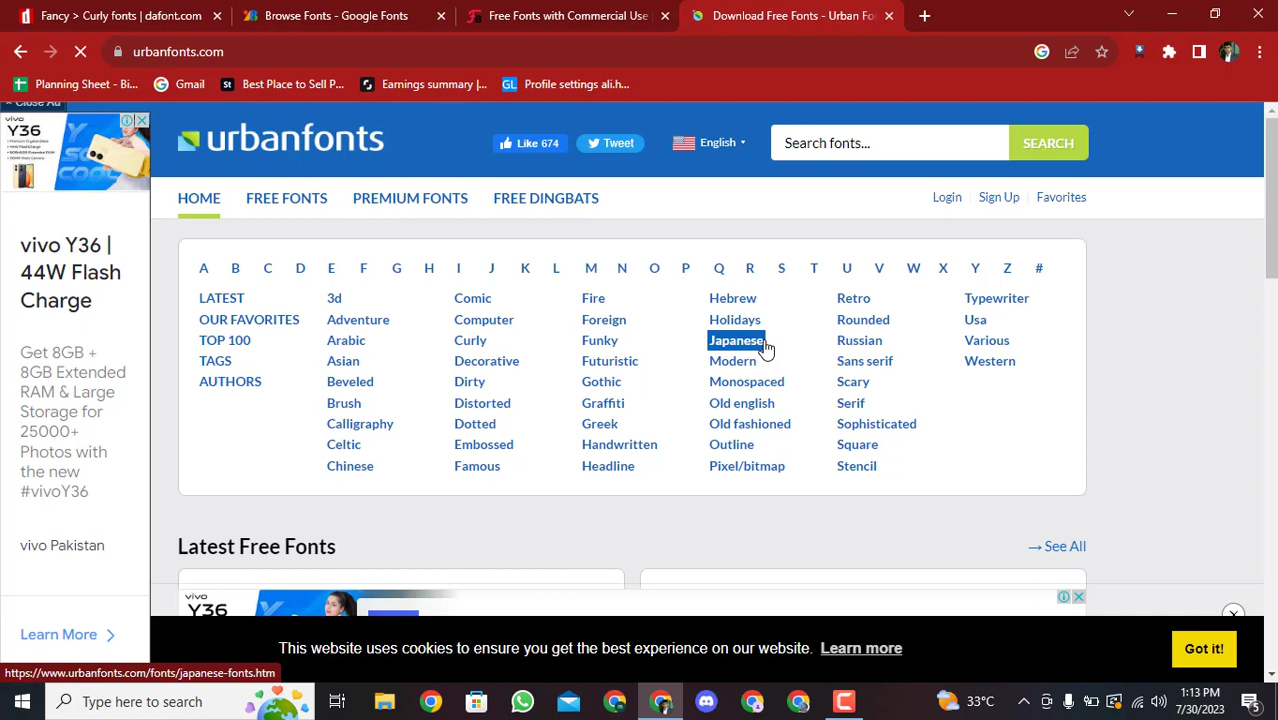 Fancy > Curly fonts | dafont.com
Browse Fonts - Google Fonts
Free Fonts with Commercial Use
Download Free Fonts - Urban Fo
urbanfonts.com
Planning Sheet - Bi...
Gmail
Best Place to Sell P...
Earnings summary |...
Profile settings ali.h...
Close Ad
urbanfonts
Like 674
Tweet
English
Search fonts...
SEARCH
HOME
FREE FONTS
PREMIUM FONTS
FREE DINGBATS
Login
Sign Up
Favorites
A B C D E F G H I J K L M N O P Q R S T U V W X Y Z #
LATEST
OUR FAVORITES
TOP 100
TAGS
AUTHORS
3d
Adventure
Arabic
Asian
Beveled
Brush
Calligraphy
Celtic
Chinese
Comic
Computer
Curly
Decorative
Dirty
Distorted
Dotted
Embossed
Famous
Fire
Foreign
Funky
Futuristic
Gothic
Graffiti
Greek
Handwritten
Headline
Hebrew
Holidays
Japanese
Modern
Monospaced
Old english
Old fashioned
Outline
Pixel/bitmap
Retro
Rounded
Russian
Sans serif
Scary
Serif
Sophisticated
Square
Stencil
Typewriter
Usa
Various
Western
vivo
Y36
vivo Y36 |
44W Flash
Charge
Get 8GB +
8GB Extended
RAM & Large
Storage for
25000+
Photos with
the new
#vivoY36
vivo Pakistan
Learn More
Latest Free Fonts
→ See All
vivo
Y36
This website uses cookies to ensure you get the best experience on our website. Learn more
Got it!
https://www.urbanfonts.com/fonts/japanese-fonts.htm
Type here to search
33°C
1:13 PM
7/30/2023
5